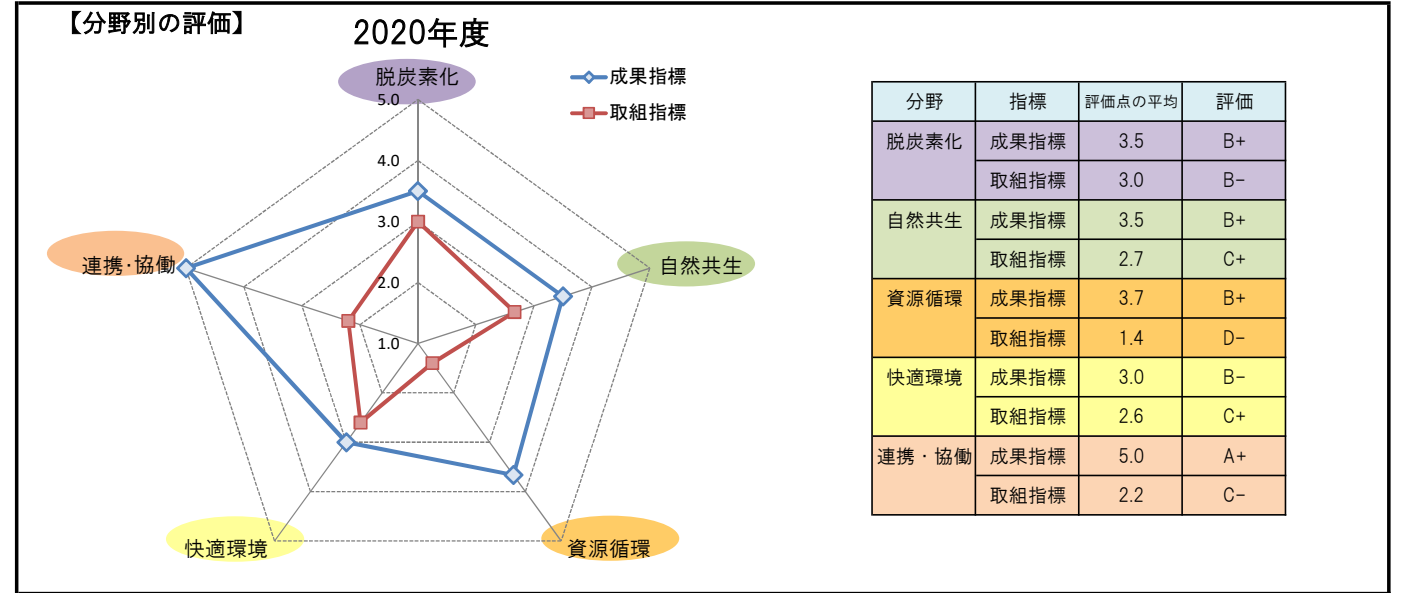 【分野別の評価】
2020年度
脱炭素化
成果指標
取組指標
5.0
4.0
3.0
2.0
1.0
連携･協働
自然共生
快適環境
資源循環
分野 指標 評価点の平均 評価
脱炭素化 成果指標 3.5 B+
取組指標 3.0 B-
自然共生 成果指標 3.5 B+
取組指標 2.7 C+
資源循環 成果指標 3.7 B+
取組指標 1.4 D-
快適環境 成果指標 3.0 B-
取組指標 2.6 C+
連携・協働 成果指標 5.0 A+
取組指標 2.2 C-